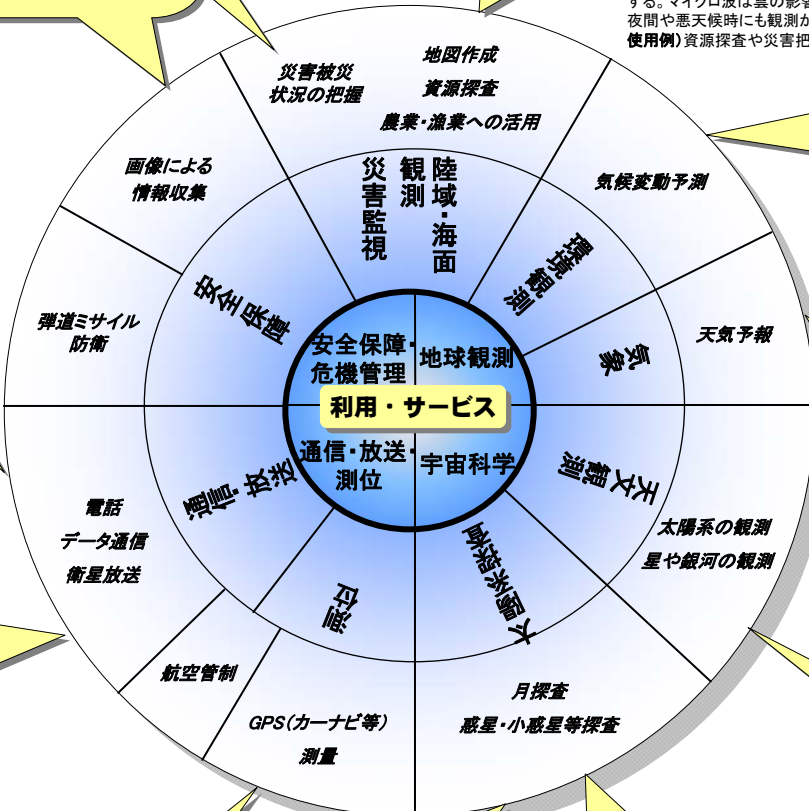 する。マイクロ波は雲の影響
夜間や悪天候時にも観測が
使用例)資源探査や災害把
災害被災
状況の把握
地図作成
資源探査
農業・漁業への活用
画像による
情報収集
気候変動予測
弾道ミサイル
防衛
天気予報
災害監視
陸域・海面
観測
環境観測
安全保障
気象
安全保障・
危機管理
地球観測
利用・サービス
通信・放送・
測位
宇宙科学
通信・放送
天文観測
測位
太陽系探査
電話
データ通信
衛星放送
太陽系の観測
星や銀河の観測
航空管制
GPS(カーナビ等)
測量
月探査
惑星・小惑星等探査